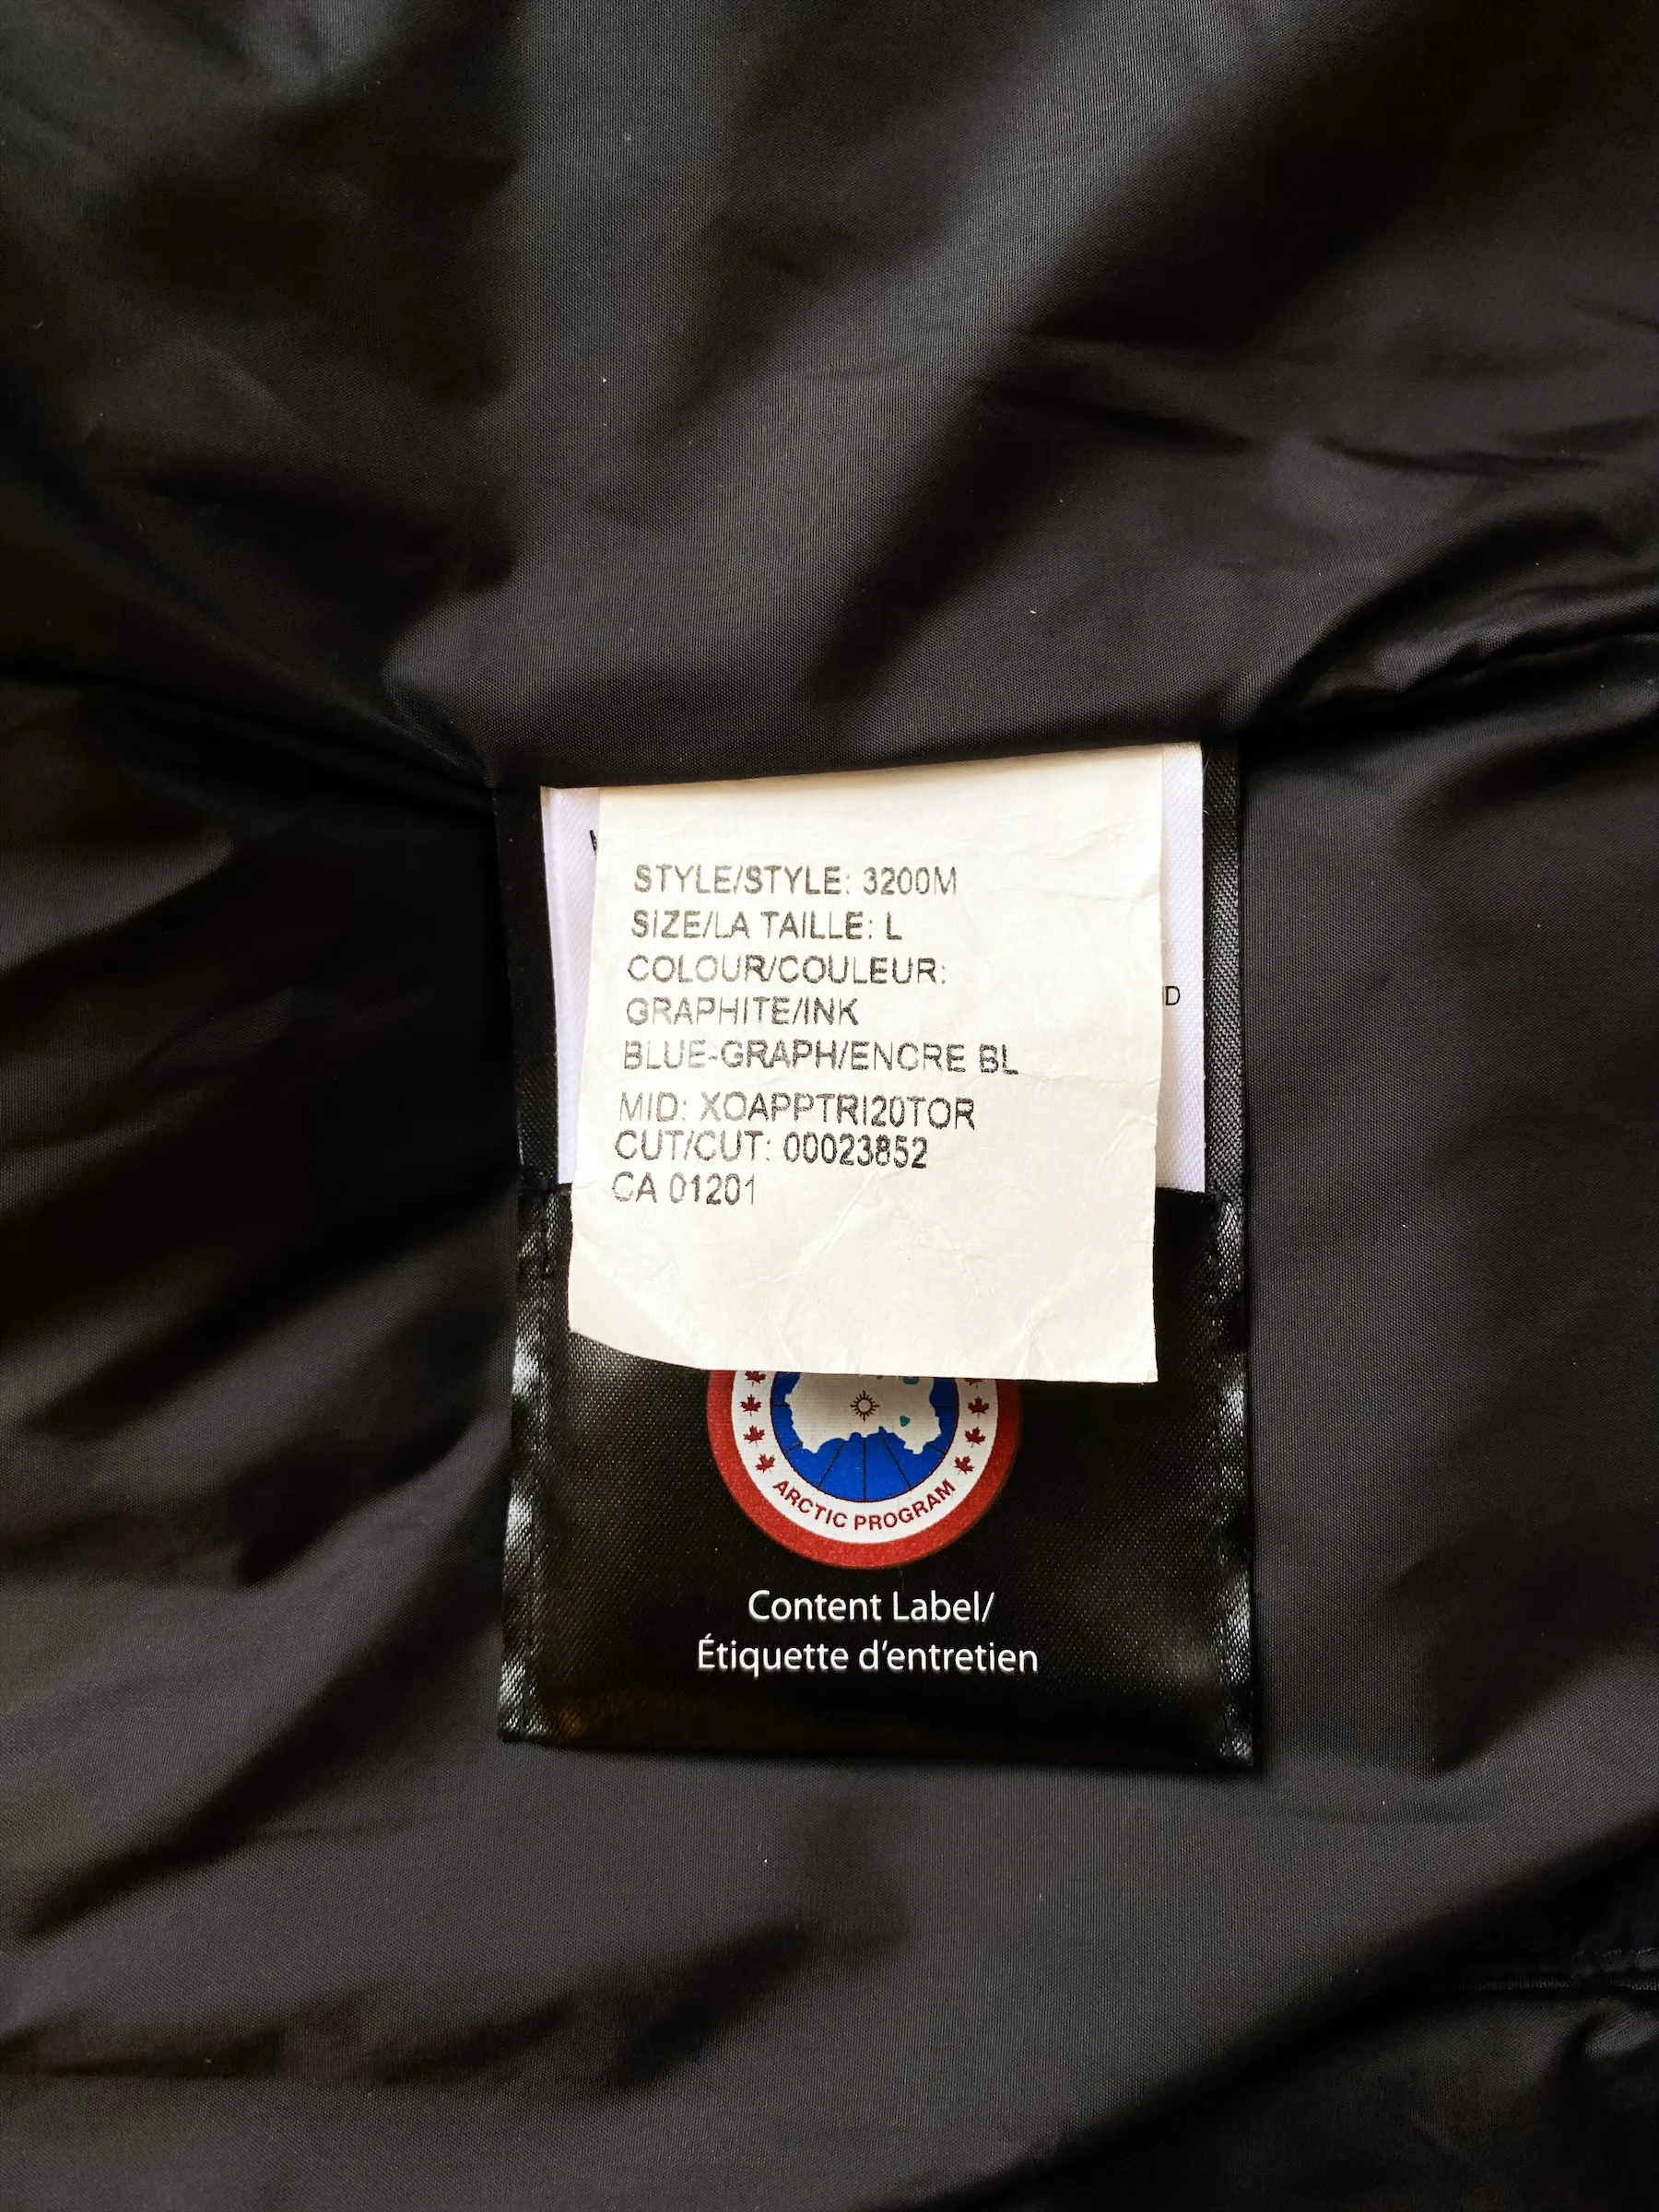 STYLE/STYLE: 3200M
SIZE/LA TAILLE: L
COLOUR/COULEUR:
GRAPHITE/INK
BLUE-GRAPH/ENCRE BL
MID: XOAPPTRI20TOR
CUT/CUT: 00023852
CA 01201
ARCTIC PROGRAM
Content Label/
Étiquette d'entretien